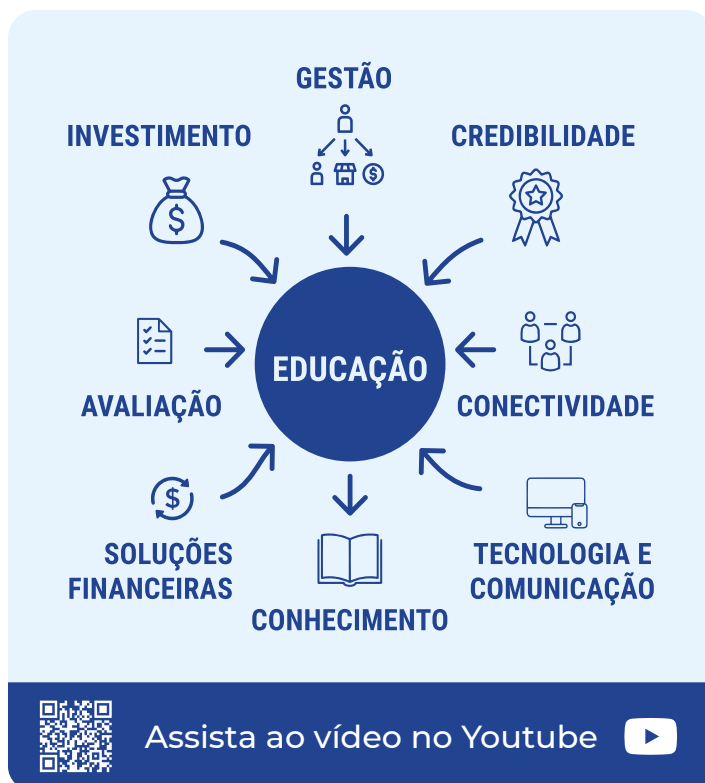 GESTÃO
INVESTIMENTO
CREDIBILIDADE
EDUCAÇÃO
AVALIAÇÃO
CONECTIVIDADE
SOLUÇÕES
FINANCEIRAS
TECNOLOGIA E
COMUNICAÇÃO
CONHECIMENTO
Assista ao vídeo no Youtube